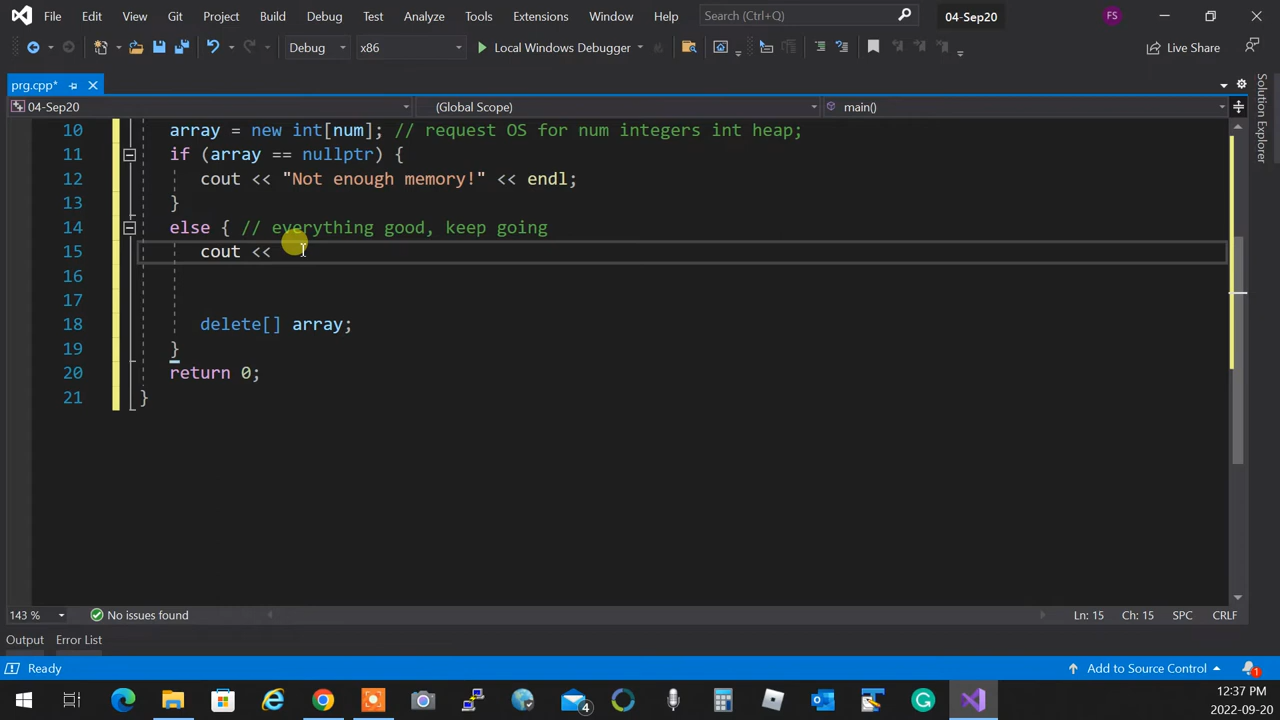 File Edit View Git Project Build Debug Test Analyze Tools Extensions Window Help Search (Ctrl+Q) 04-Sep20 FS
Debug x86 Local Windows Debugger Live Share
prg.cpp*
04-Sep20 (Global Scope) main()
10 array = new int[num]; // request OS for num integers int heap;
11 if (array == nullptr) {
12 cout << "Not enough memory!" << endl;
13 }
14 else { // everything good, keep going
15 cout <<
16
17
18 delete[] array;
19 }
20 return 0;
21 }
Solution Explorer
143 % No issues found Ln: 15 Ch: 15 SPC CRLF
Output Error List
Ready Add to Source Control 1
4
12:37 PM
2022-09-20